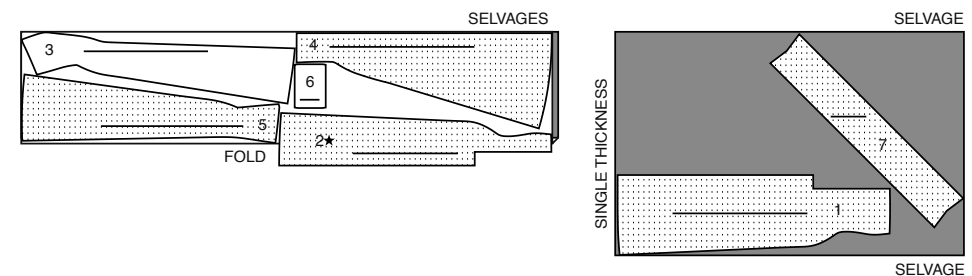 SELVAGES
3
4
6
5
2★
FOLD
SELVAGE
SINGLE THICKNESS
7
1
SELVAGE